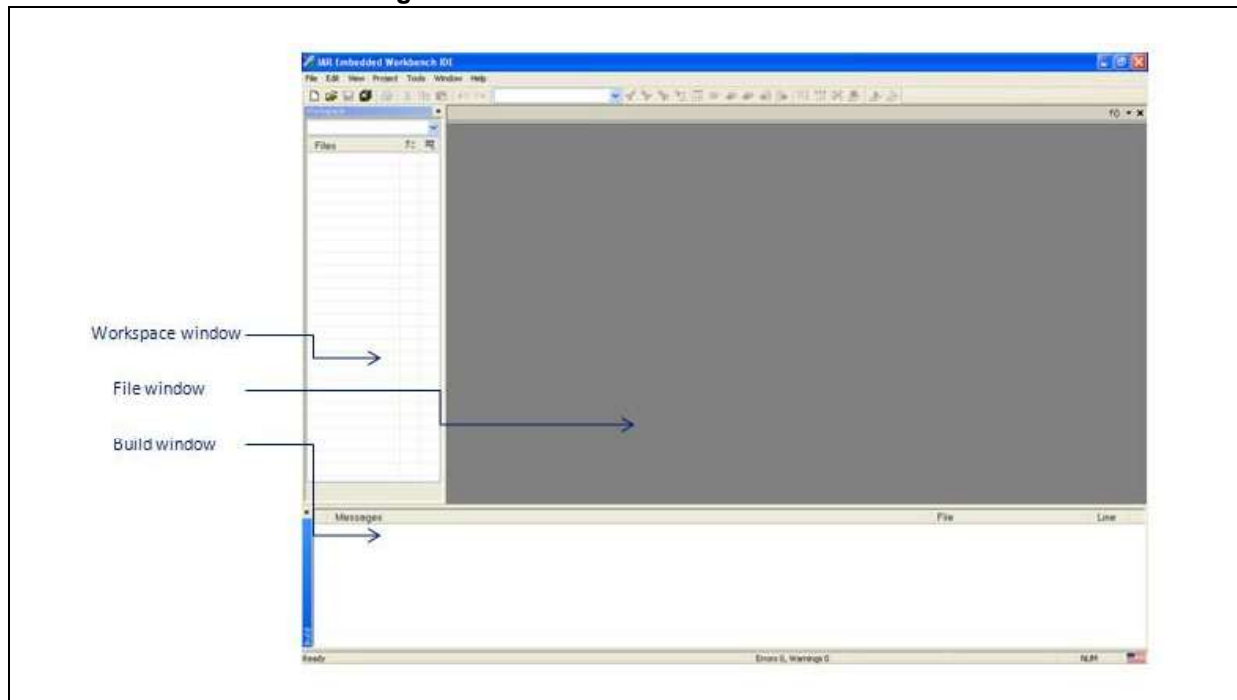 IAR Embedded Workbench IDE
File Edit View Project Tools Window Help
f0
Files
Workspace window
File window
Build window
Messages File Line
Ready Errors 0, Warnings 0 NUM